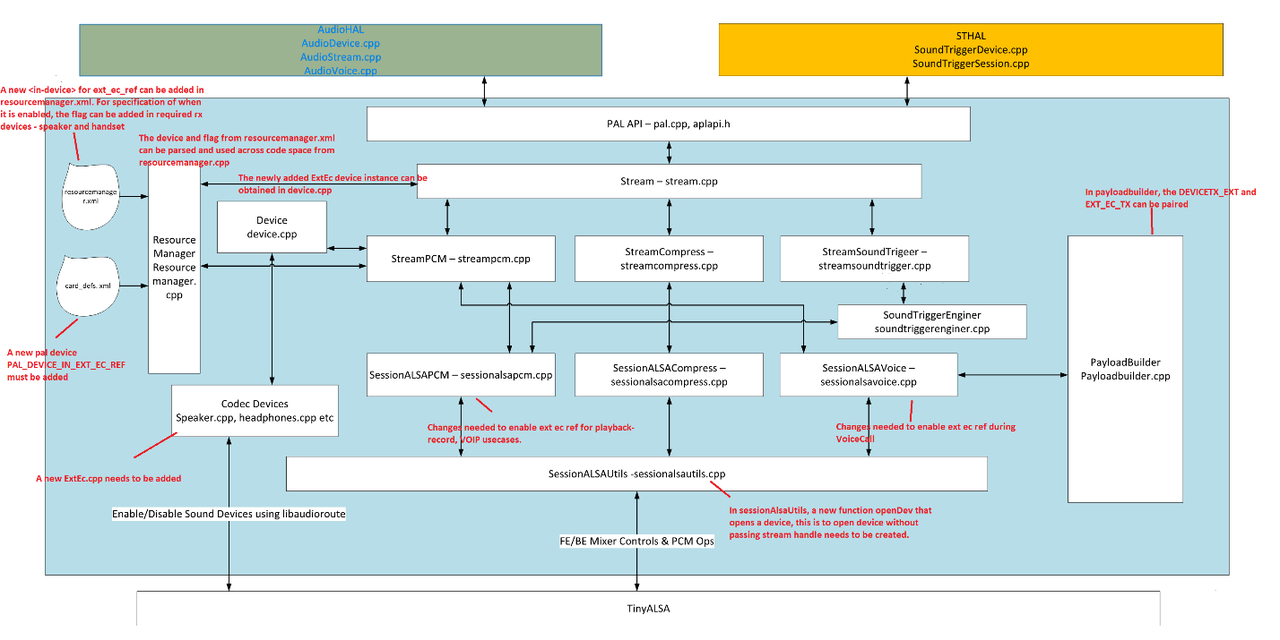 AudioHAL
AudioDevice.cpp
AudioStream.cpp
AudioVoice.cpp
STHAL
SoundTriggerDevice.cpp
SoundTriggerSession.cpp
A new <in-device> for ext_ec_ref can be added in
resourcemanager.xml. For specification of when
it is enabled, the flag can be added in required rx
devices - speaker and handset
PAL API – pal.cpp, aplapi.h
The device and flag from resourcemanager.xml
can be parsed and used across code space from
resourcemanager.cpp
The newly added ExtEc device instance can be
obtained in device.cpp
Stream – stream.cpp
In payloadbuilder, the DEVICETX_EXT and
EXT_EC_TX can be paired
resourcemanage
r.xml
Device
device.cpp
Resource
Manager
Resource
manager.
cpp
StreamPCM – streampcm.cpp
StreamCompress –
streamcompress.cpp
StreamSoundTrigeer –
streamsoundtrigger.cpp
card_defs. xml
SoundTriggerEnginer
soundtriggerenginer.cpp
A new pal device
PAL_DEVICE_IN_EXT_EC_REF
must be added
SessionALSAPCM – sessionalsapcm.cpp
SessionALSACompress –
sessionalsacompress.cpp
SessionALSAVoice –
sessionalsavoice.cpp
PayloadBuilder
Payloadbuilder.cpp
Codec Devices
Speaker.cpp, headphones.cpp etc
Changes needed to enable ext ec ref for playback-
record, VOIP usecases.
Changes needed to enable ext ec ref during
VoiceCall
A new ExtEc.cpp needs to be added
SessionALSAUtils -sessionalsautils.cpp
Enable/Disable Sound Devices using libaudioroute
In sessionAlsaUtils, a new function openDev that
opens a device, this is to open device without
passing stream handle needs to be created.
FE/BE Mixer Controls & PCM Ops
TinyALSA